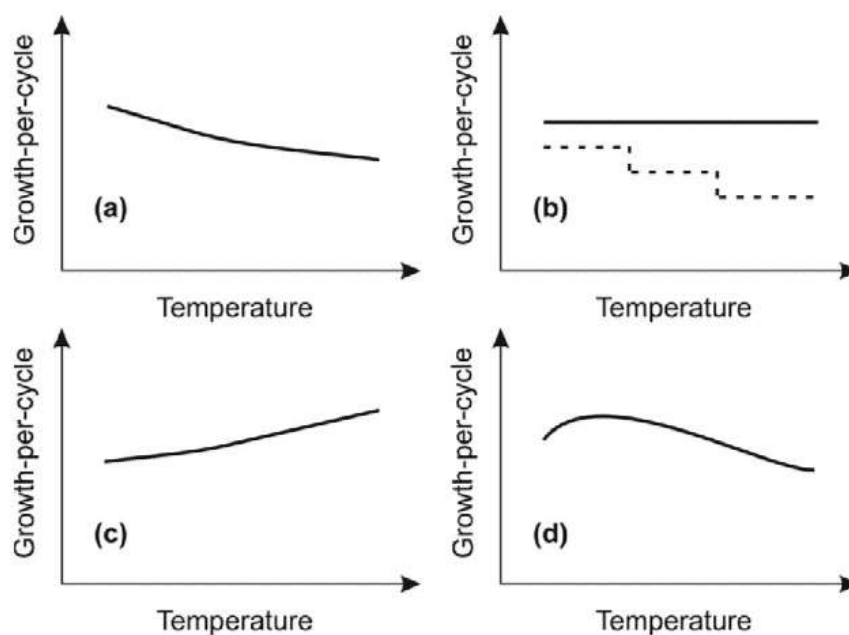 Growth-per-cycle
(a)
Temperature
Growth-per-cycle
(b)
Temperature
Growth-per-cycle
(c)
Temperature
Growth-per-cycle
(d)
Temperature